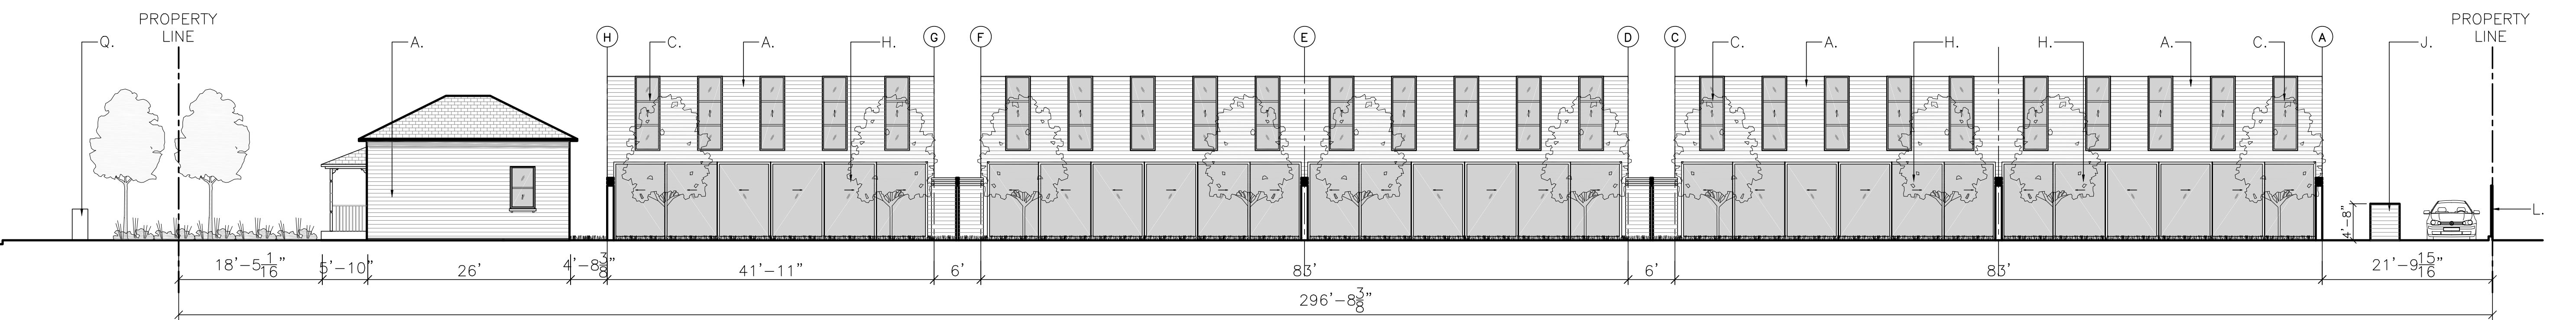 PROPERTY
LINE
PROPERTY
LINE
Q.
A.
H
C.
A.
H.
G
F
E
D
C
C.
A.
H.
H.
A.
C.
A
J.
L.
4'-8"
18'-5 1/16"
5'-10"
26'
4'-8 3/8"
41'-11"
6'
83'
6'
83'
21'-9 15/16"
296'-8 3/8"